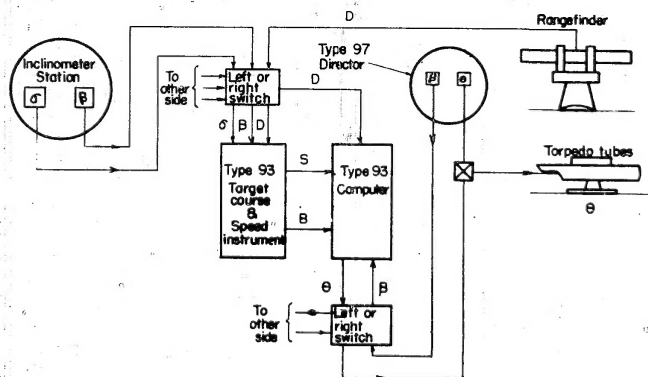 D
Rangefinder
Type 97
Director
Inclinometer
Station
σ
β
To
other
side
Left or
right
switch
D
β
θ
σ
β
D
Type 93
Target
course
&
Speed
instrument
S
B
Type 93
Computer
Torpedo tubes
θ
θ
β
To
other
side
Left or
right
switch